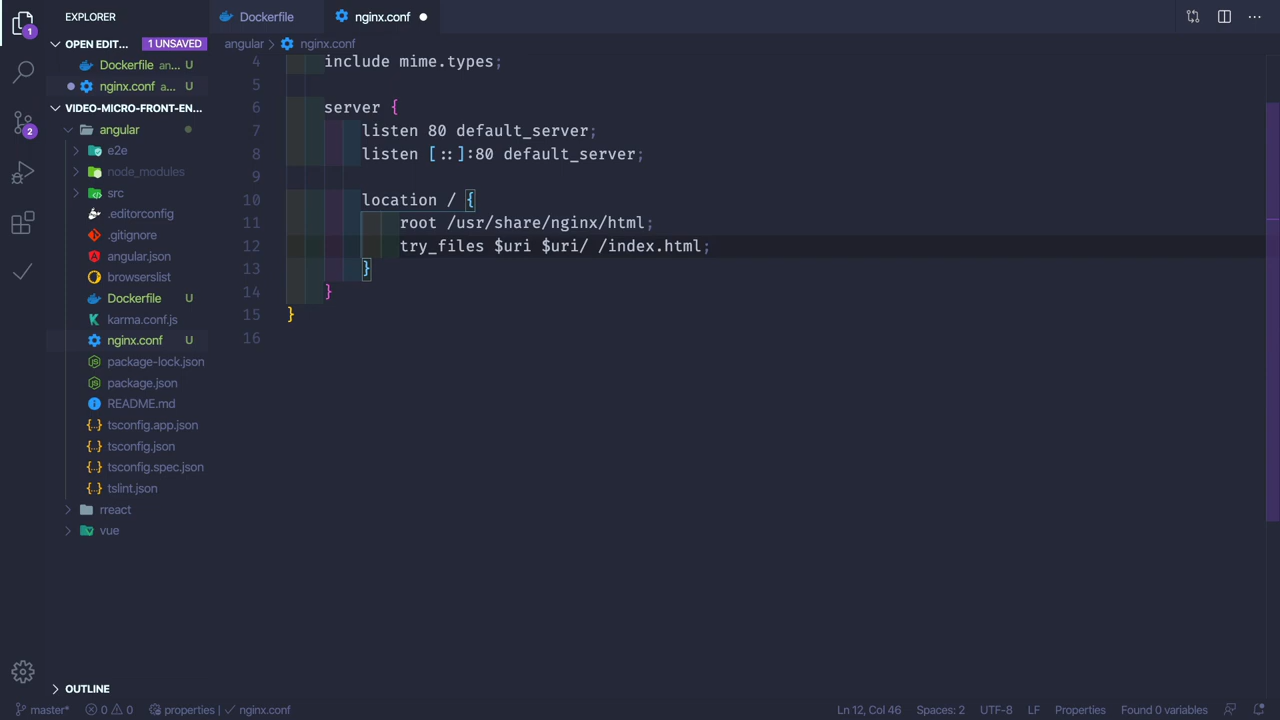 EXPLORER
Dockerfile
nginx.conf
OPEN EDIT... 1 UNSAVED
angular
nginx.conf
Dockerfile an... U
nginx.conf a... U
VIDEO-MICRO-FRONT-EN...
angular
e2e
node_modules
src
.editorconfig
.gitignore
angular.json
browserslist
Dockerfile U
karma.conf.js
nginx.conf U
package-lock.json
package.json
README.md
tsconfig.app.json
tsconfig.json
tsconfig.spec.json
tslint.json
rreact
vue
OUTLINE
4 include mime.types;
5
6 server {
7 listen 80 default_server;
8 listen [::]:80 default_server;
9
10 location / {
11 root /usr/share/nginx/html;
12 try_files $uri $uri/ /index.html;
13 }
14 }
15 }
16
1
2
master* 0 0 properties | nginx.conf Ln 12, Col 46 Spaces: 2 UTF-8 LF Properties Found 0 variables